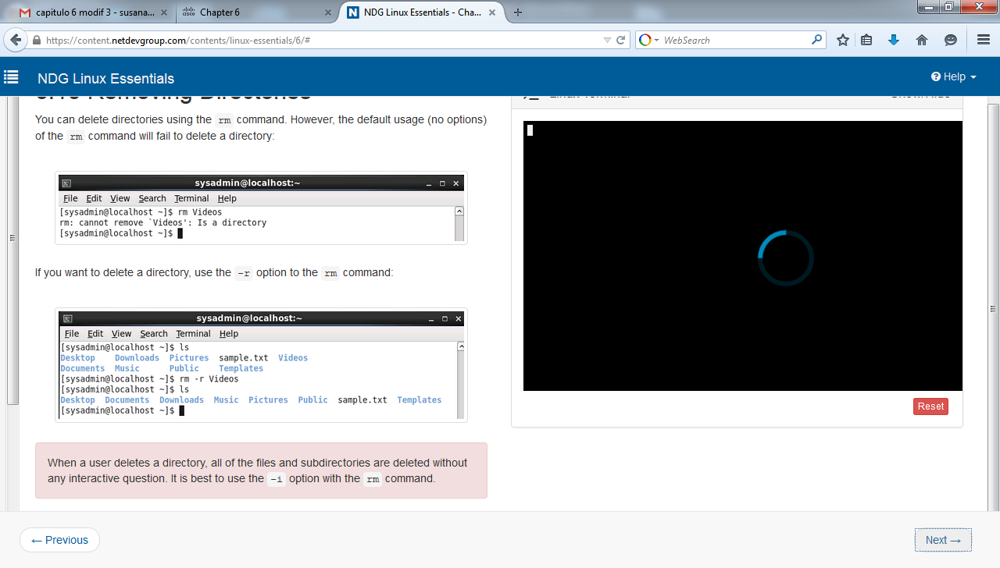 capitulo 6 modif 3 - susana...
Chapter 6
NDG Linux Essentials - Cha...
https://content.netdevgroup.com/contents/linux-essentials/6/#
WebSearch
NDG Linux Essentials
Help
Removing Directories
You can delete directories using the rm command. However, the default usage (no options)
of the rm command will fail to delete a directory:
sysadmin@localhost:~
File Edit View Search Terminal Help
[sysadmin@localhost ~]$ rm Videos
rm: cannot remove `Videos': Is a directory
[sysadmin@localhost ~]$
If you want to delete a directory, use the -r option to the rm command:
sysadmin@localhost:~
File Edit View Search Terminal Help
[sysadmin@localhost ~]$ ls
Desktop Downloads Pictures sample.txt Videos
Documents Music Public Templates
[sysadmin@localhost ~]$ rm -r Videos
[sysadmin@localhost ~]$ ls
Desktop Documents Downloads Music Pictures Public sample.txt Templates
[sysadmin@localhost ~]$
When a user deletes a directory, all of the files and subdirectories are deleted without
any interactive question. It is best to use the -i option with the rm command.
Reset
← Previous
Next →